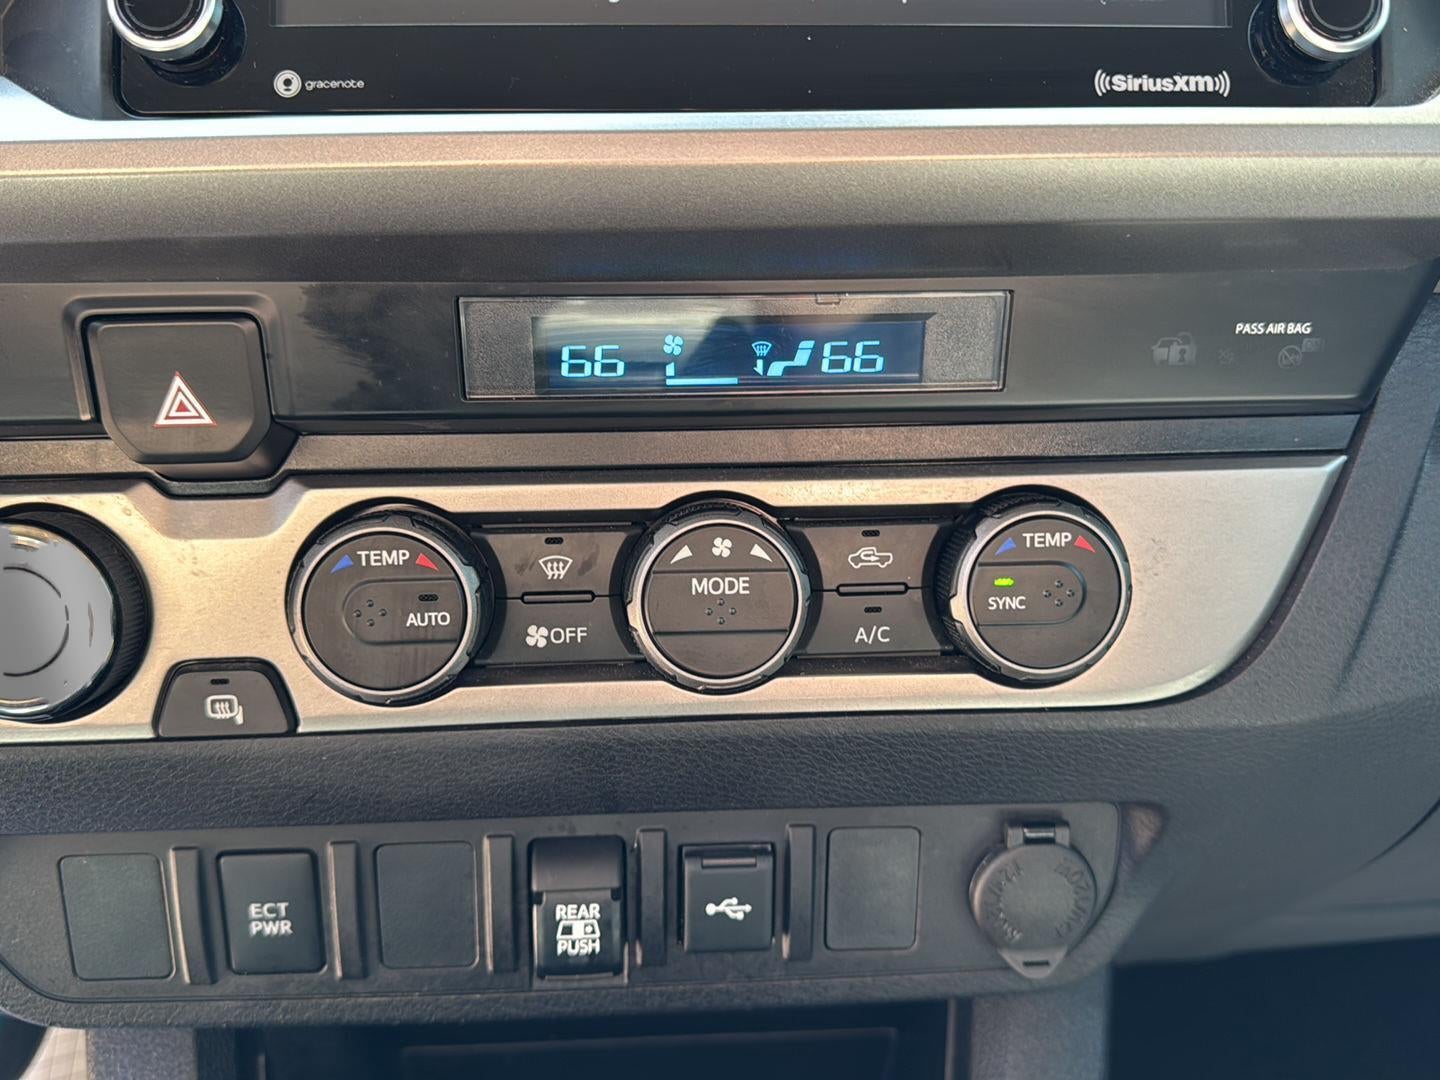 gracenote
SiriusXM
PASS AIR BAG
66
66
TEMP
AUTO
OFF
MODE
A/C
TEMP
SYNC
ECT
PWR
REAR
PUSH